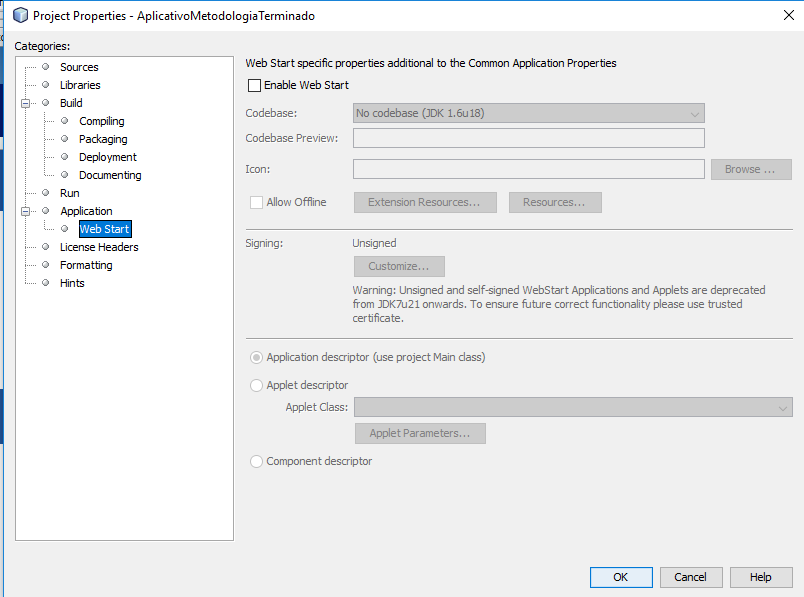 Project Properties - AplicativoMetodologiaTerminado
Categories:
Sources
Libraries
Build
Compiling
Packaging
Deployment
Documenting
Run
Application
Web Start
License Headers
Formatting
Hints
Web Start specific properties additional to the Common Application Properties
Enable Web Start
Codebase: No codebase (JDK 1.6u18)
Codebase Preview:
Icon: Browse ...
Allow Offline Extension Resources... Resources...
Signing: Unsigned
Customize...
Warning: Unsigned and self-signed WebStart Applications and Applets are deprecated
from JDK7u21 onwards. To ensure future correct functionality please use trusted
certificate.
Application descriptor (use project Main class)
Applet descriptor
Applet Class:
Applet Parameters...
Component descriptor
OK Cancel Help